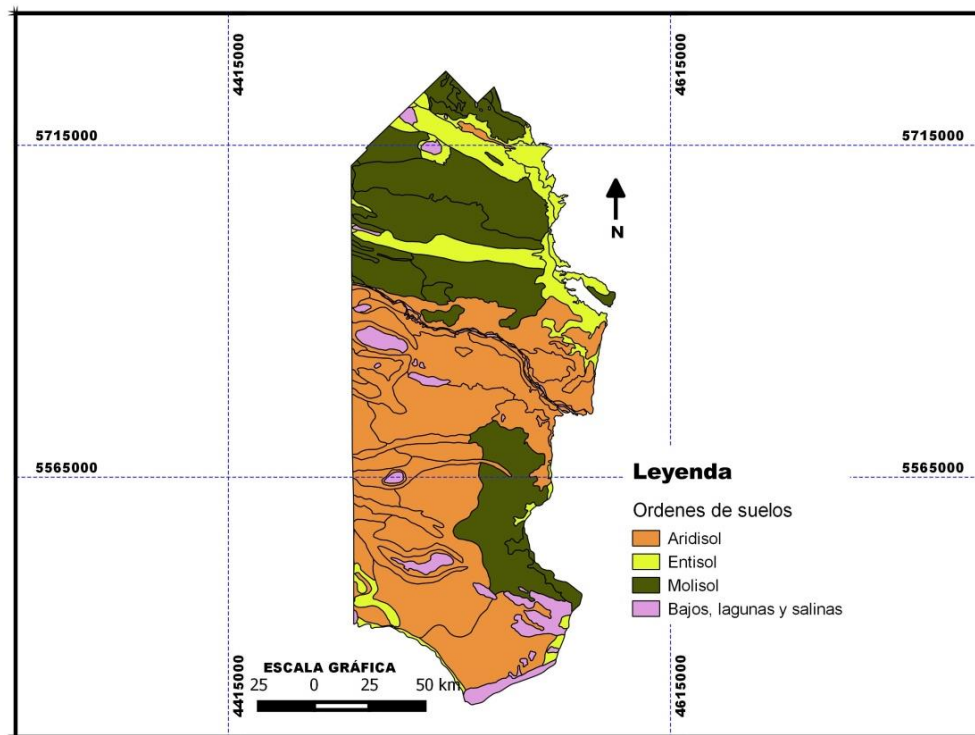 4415000
4615000
5715000
5715000
N
5565000
5565000
Leyenda
Ordenes de suelos
Aridisol
Entisol
Molisol
Bajos, lagunas y salinas
ESCALA GRÁFICA
25 0 25 50 km
4415000
4615000